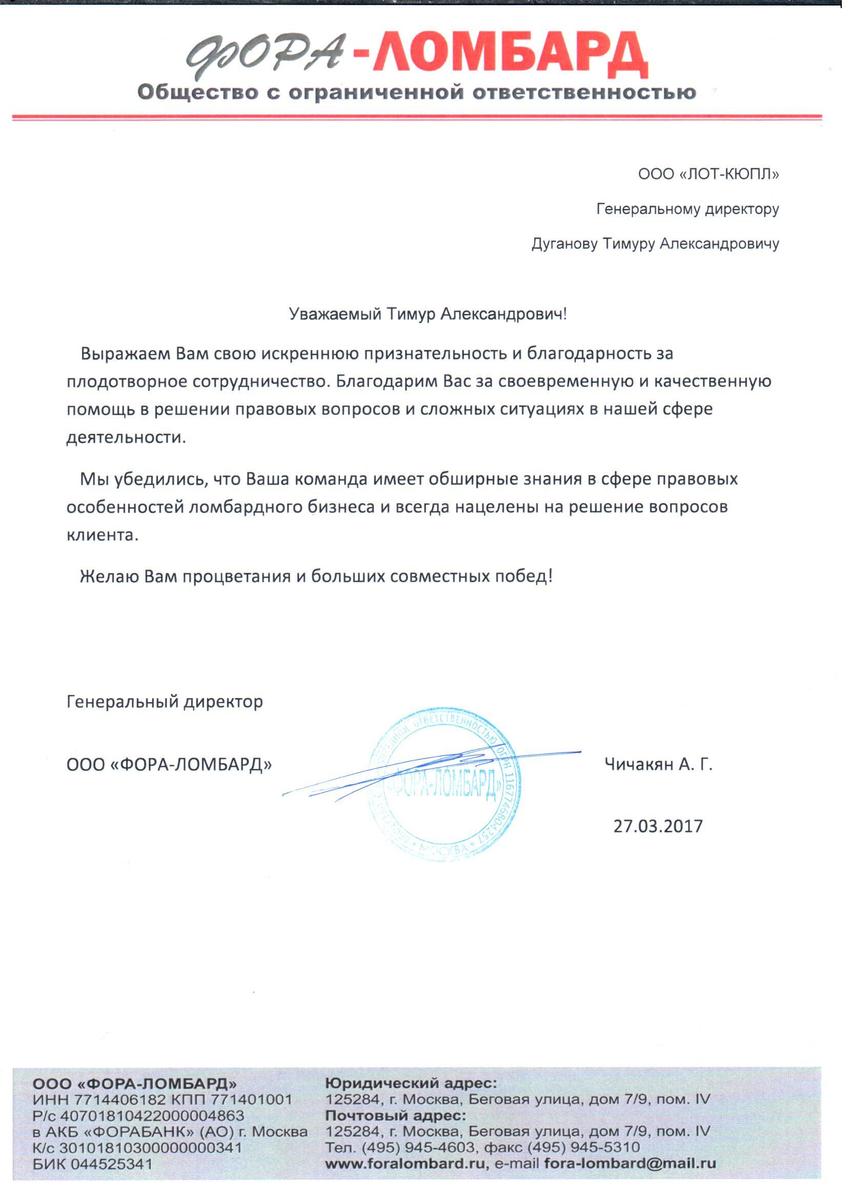 ФОРА-ЛОМБАРД
Общество с ограниченной ответственностью
ООО «ЛОТ-КЮПЛ»
Генеральному директору
Дуганову Тимуру Александровичу
Уважаемый Тимур Александрович!
Выражаем Вам свою искреннюю признательность и благодарность за
плодотворное сотрудничество. Благодарим Вас за своевременную и качественную
помощь в решении правовых вопросов и сложных ситуациях в нашей сфере
деятельности.
Мы убедились, что Ваша команда имеет обширные знания в сфере правовых
особенностей ломбардного бизнеса и всегда нацелены на решение вопросов
клиента.
Желаю Вам процветания и больших совместных побед!
Генеральный директор
ООО «ФОРА-ЛОМБАРД»
Чичакян А. Г.
ОТВЕТСТВЕННОСТЬЮ
«ФОРА-ЛОМБАРД»
МОСКВА
27.03.2017
ООО «ФОРА-ЛОМБАРД»
ИНН 7714406182 КПП 771401001
Р/с 40701810422000004863
в АКБ «ФОРАБАНК» (АО) г. Москва
К/с 30101810300000000341
БИК 044525341
Юридический адрес:
125284, г. Москва, Беговая улица, дом 7/9, пом. IV
Почтовый адрес:
125284, г. Москва, Беговая улица, дом 7/9, пом. IV
Тел. (495) 945-4603, факс (495) 945-5310
www.foralombard.ru, e-mail fora-lombard@mail.ru